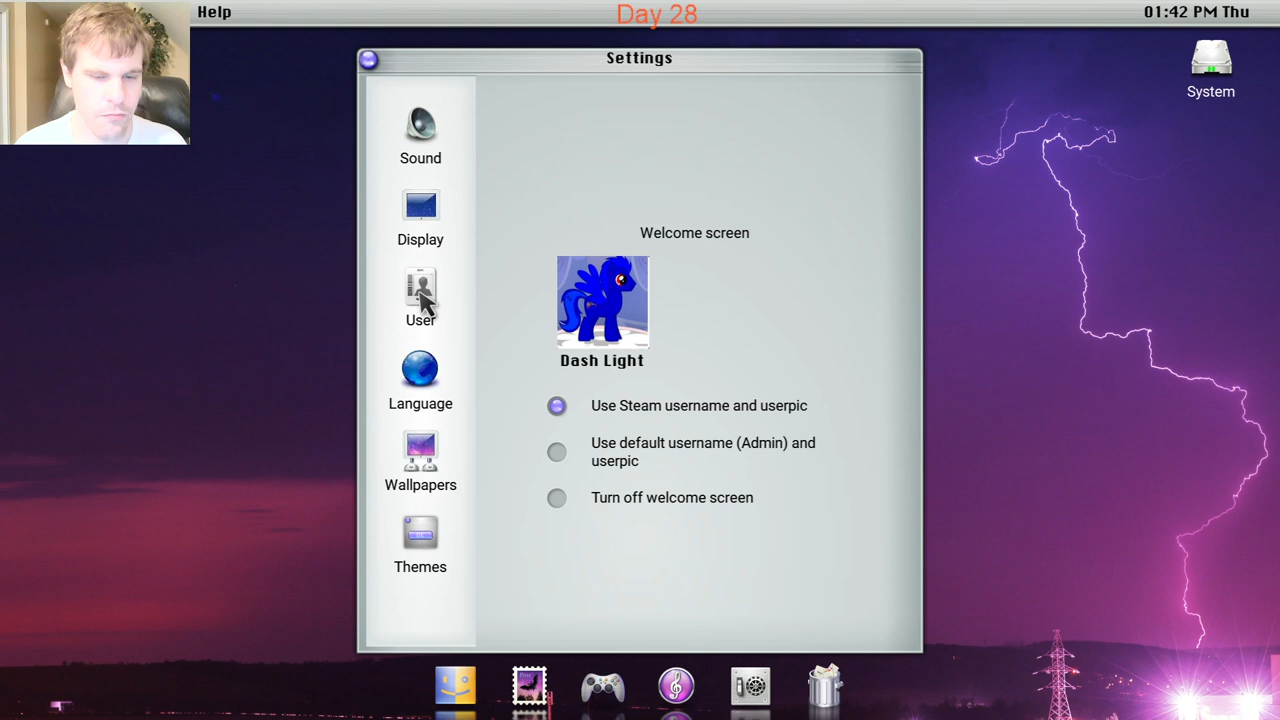 Help
Day 28
01:42 PM Thu
Settings
System
Sound
Display
User
Language
Wallpapers
Themes
Welcome screen
Dash Light
Use Steam username and userpic
Use default username (Admin) and
userpic
Turn off welcome screen